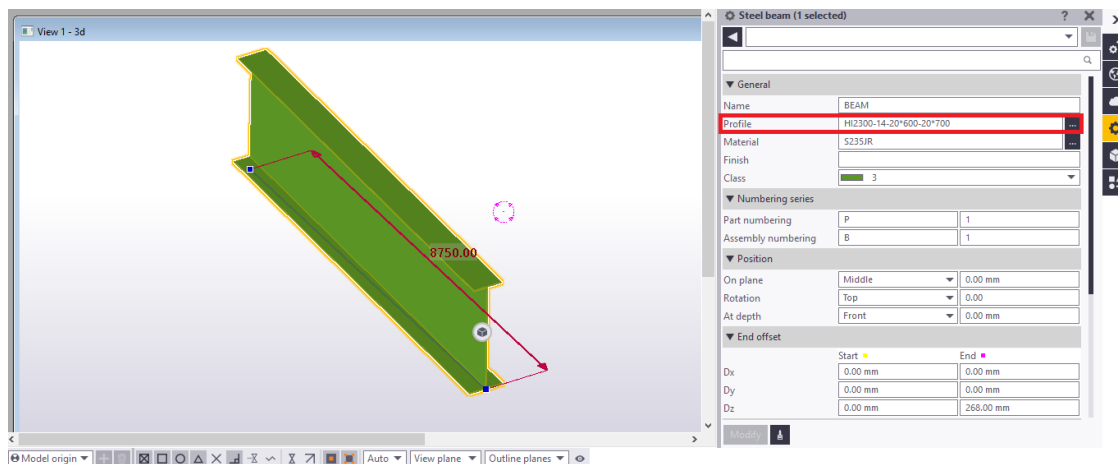 View 1 - 3d
8750.00
Steel beam (1 selected)
?
General
Name BEAM
Profile HI2300-14-20*600-20*700 ...
Material S235JR ...
Finish
Class 3
Numbering series
Part numbering P 1
Assembly numbering B 1
Position
On plane Middle 0.00 mm
Rotation Top 0.00
At depth Front 0.00 mm
End offset
Start End
Dx 0.00 mm 0.00 mm
Dy 0.00 mm 0.00 mm
Dz 0.00 mm 268.00 mm
Modify
Model origin Auto View plane Outline planes